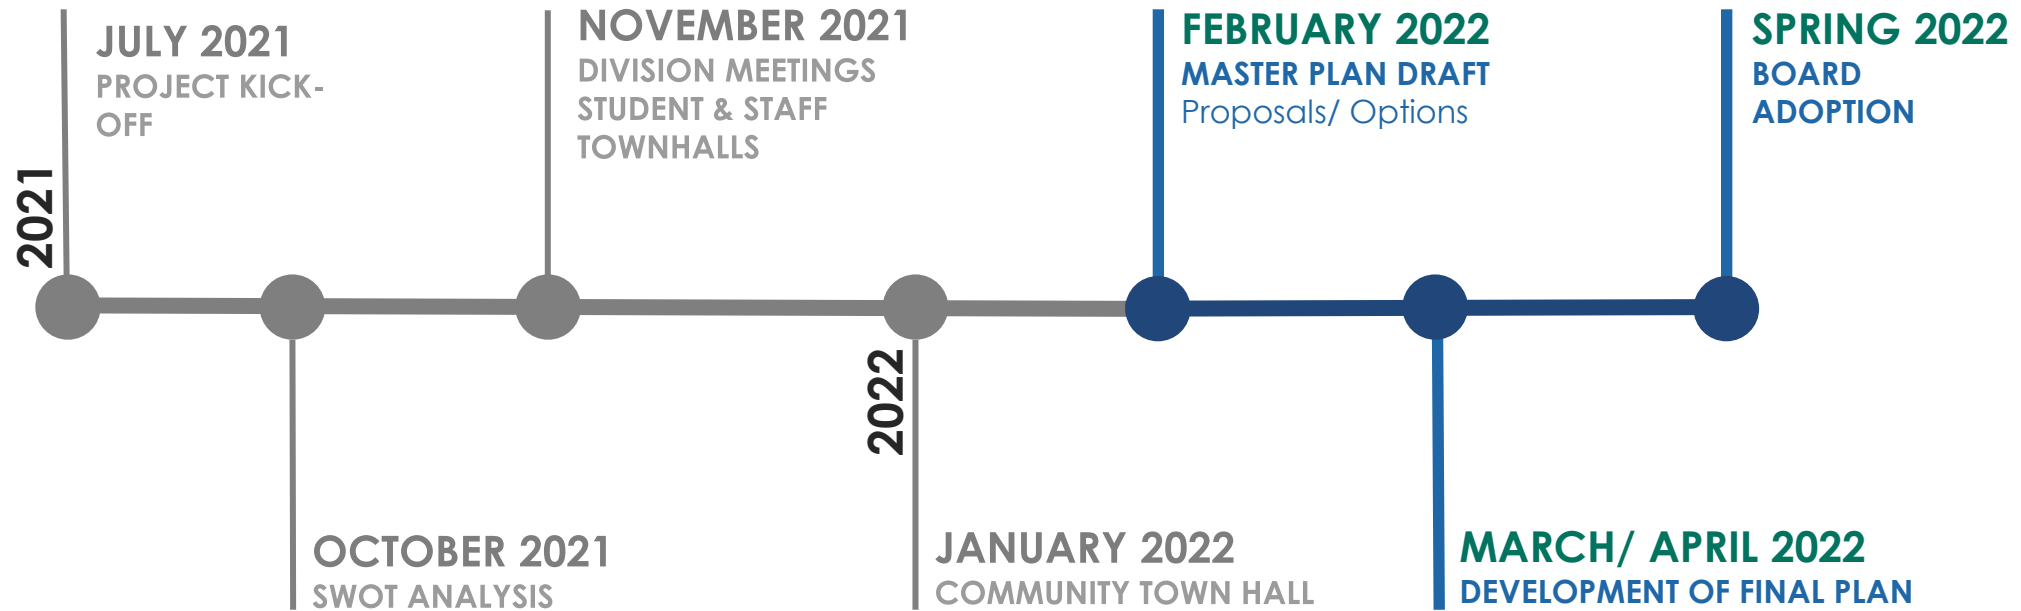 2021
JULY 2021
PROJECT KICK-
OFF
OCTOBER 2021
SWOT ANALYSIS
NOVEMBER 2021
DIVISION MEETINGS
STUDENT & STAFF
TOWNHALLS
2022
JANUARY 2022
COMMUNITY TOWN HALL
FEBRUARY 2022
MASTER PLAN DRAFT
Proposals/ Options
MARCH/ APRIL 2022
DEVELOPMENT OF FINAL PLAN
SPRING 2022
BOARD
ADOPTION